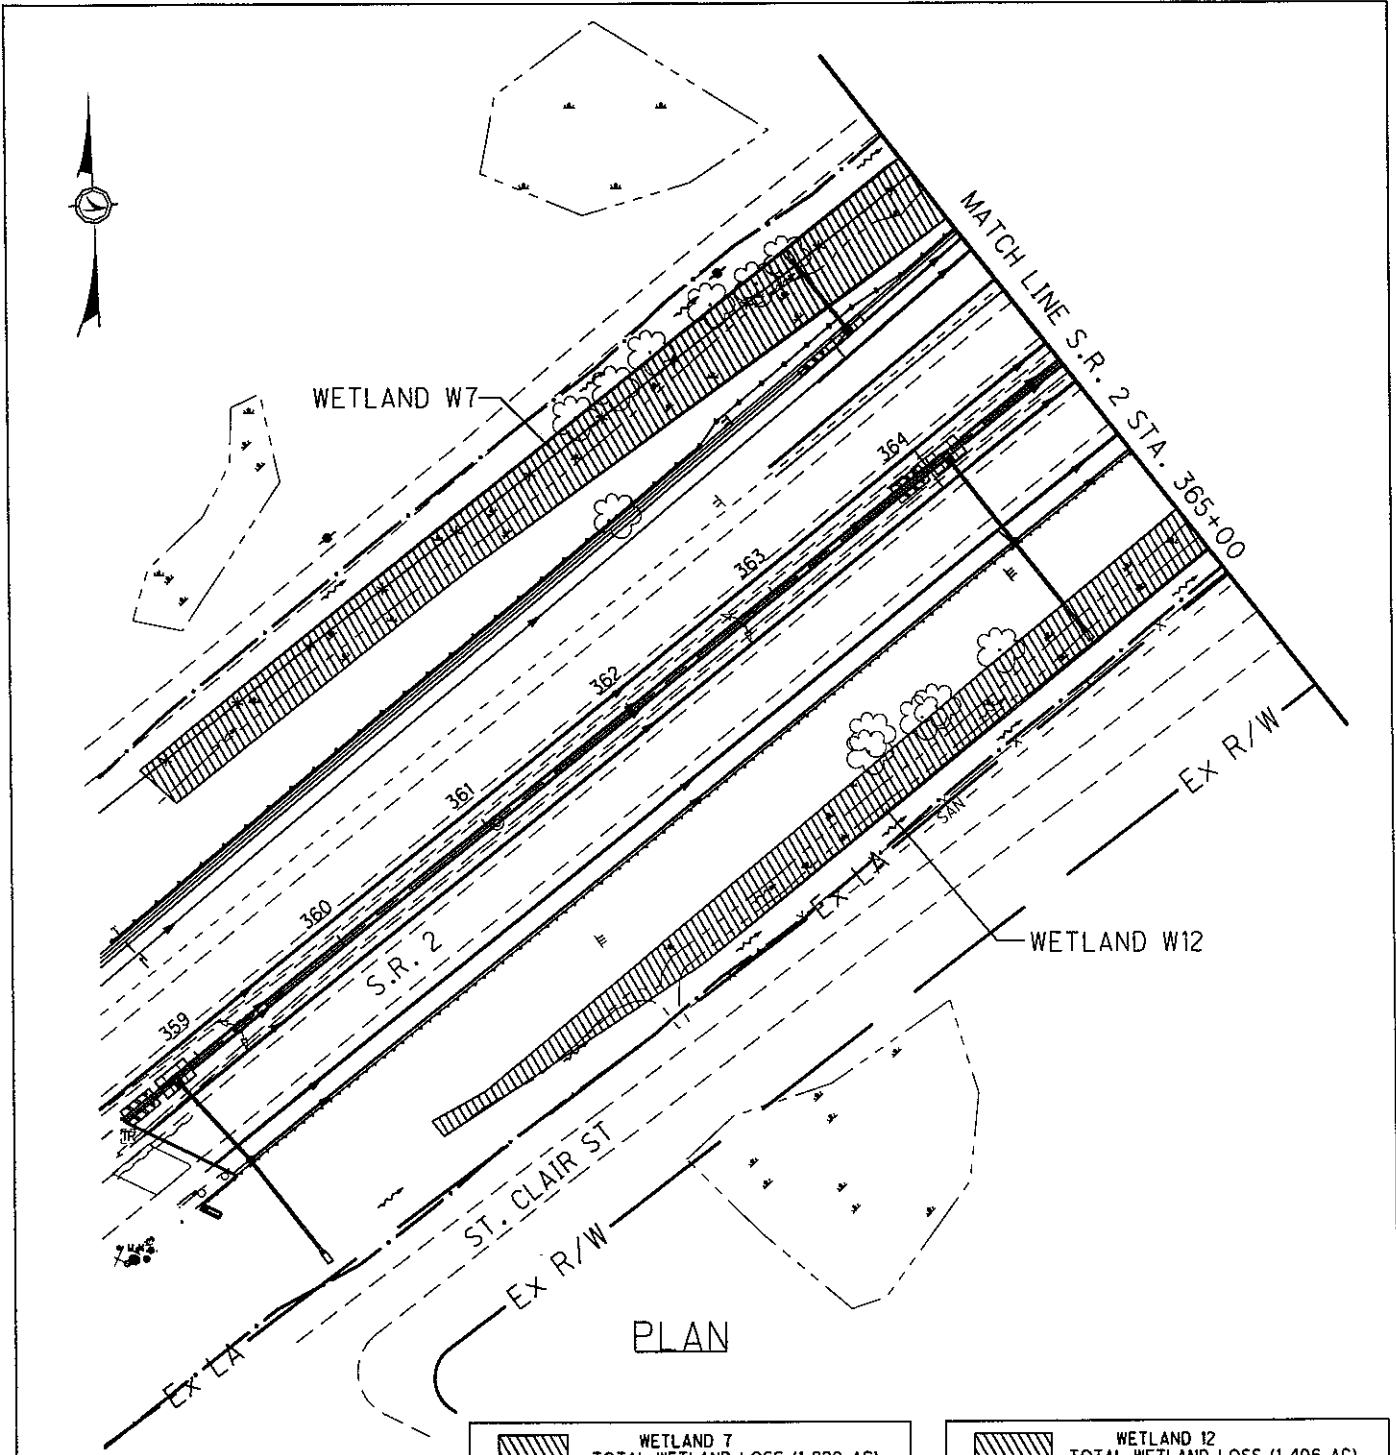 MATCH LINE S.R. 2 STA. 365+00
WETLAND W7
364
363
362
361
360
359
S.R. 2
SAN
Ex R/W
Ex LA
WETLAND W12
ST. CLAIR ST
Ex R/W
Ex LA
PLAN
WETLAND 7
WETLAND 12